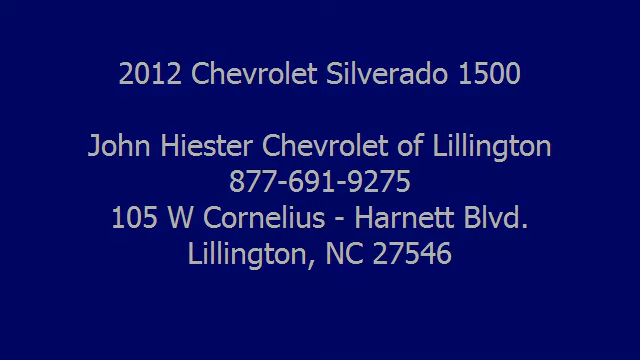 2012 Chevrolet Silverado 1500
John Hiester Chevrolet of Lillington
877-691-9275
105 W Cornelius - Harnett Blvd.
Lillington, NC 27546